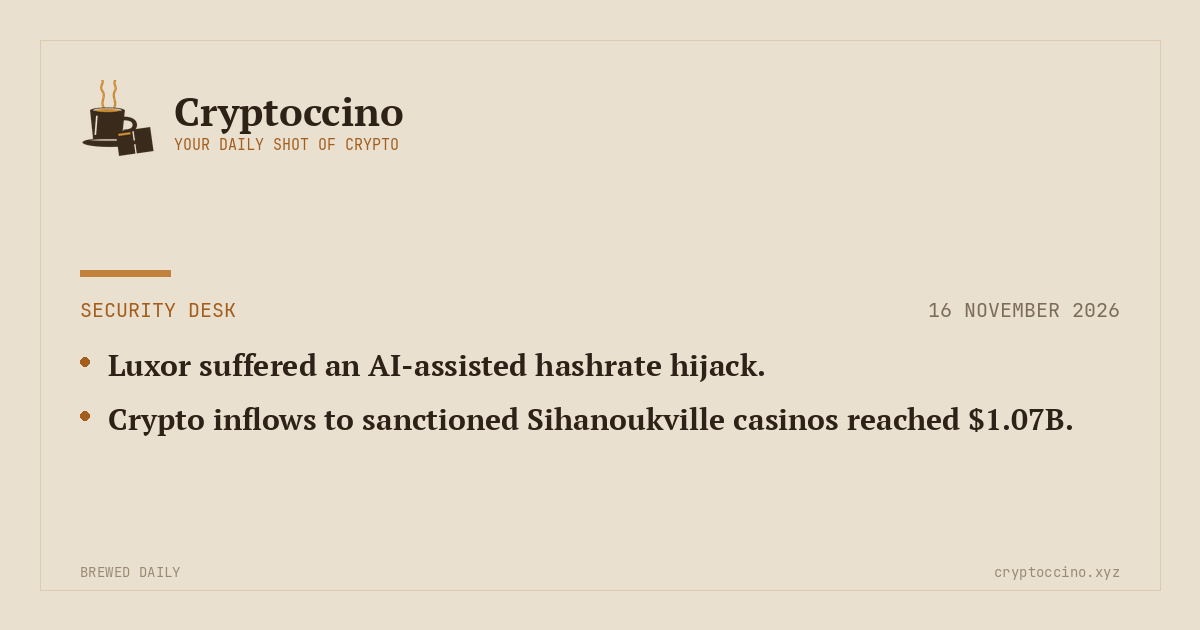 Cryptoccino
YOUR DAILY SHOT OF CRYPTO
SECURITY DESK
16 NOVEMBER 2026
Luxor suffered an AI-assisted hashrate hijack.
Crypto inflows to sanctioned Sihanoukville casinos reached $1.07B.
BREWED DAILY
cryptoccino.xyz